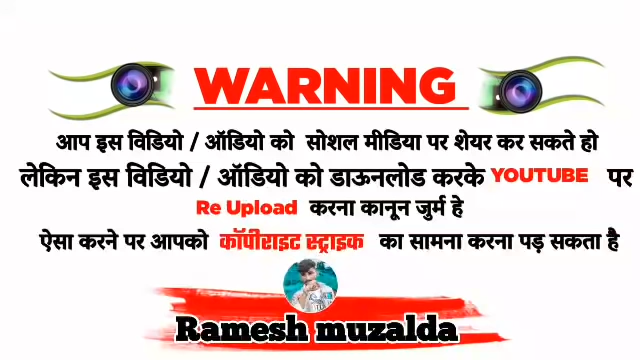 WARNING
आप इस विडियो / ऑडियो को सोशल मीडिया पर शेयर कर सकते हो
लेकिन इस विडियो / ऑडियो को डाऊनलोड करके YOUTUBE पर
Re Upload करना कानून जुर्म हे
ऐसा करने पर आपको कॉपीराइट स्ट्राइक का सामना करना पड़ सकता है
Ramesh muzalda